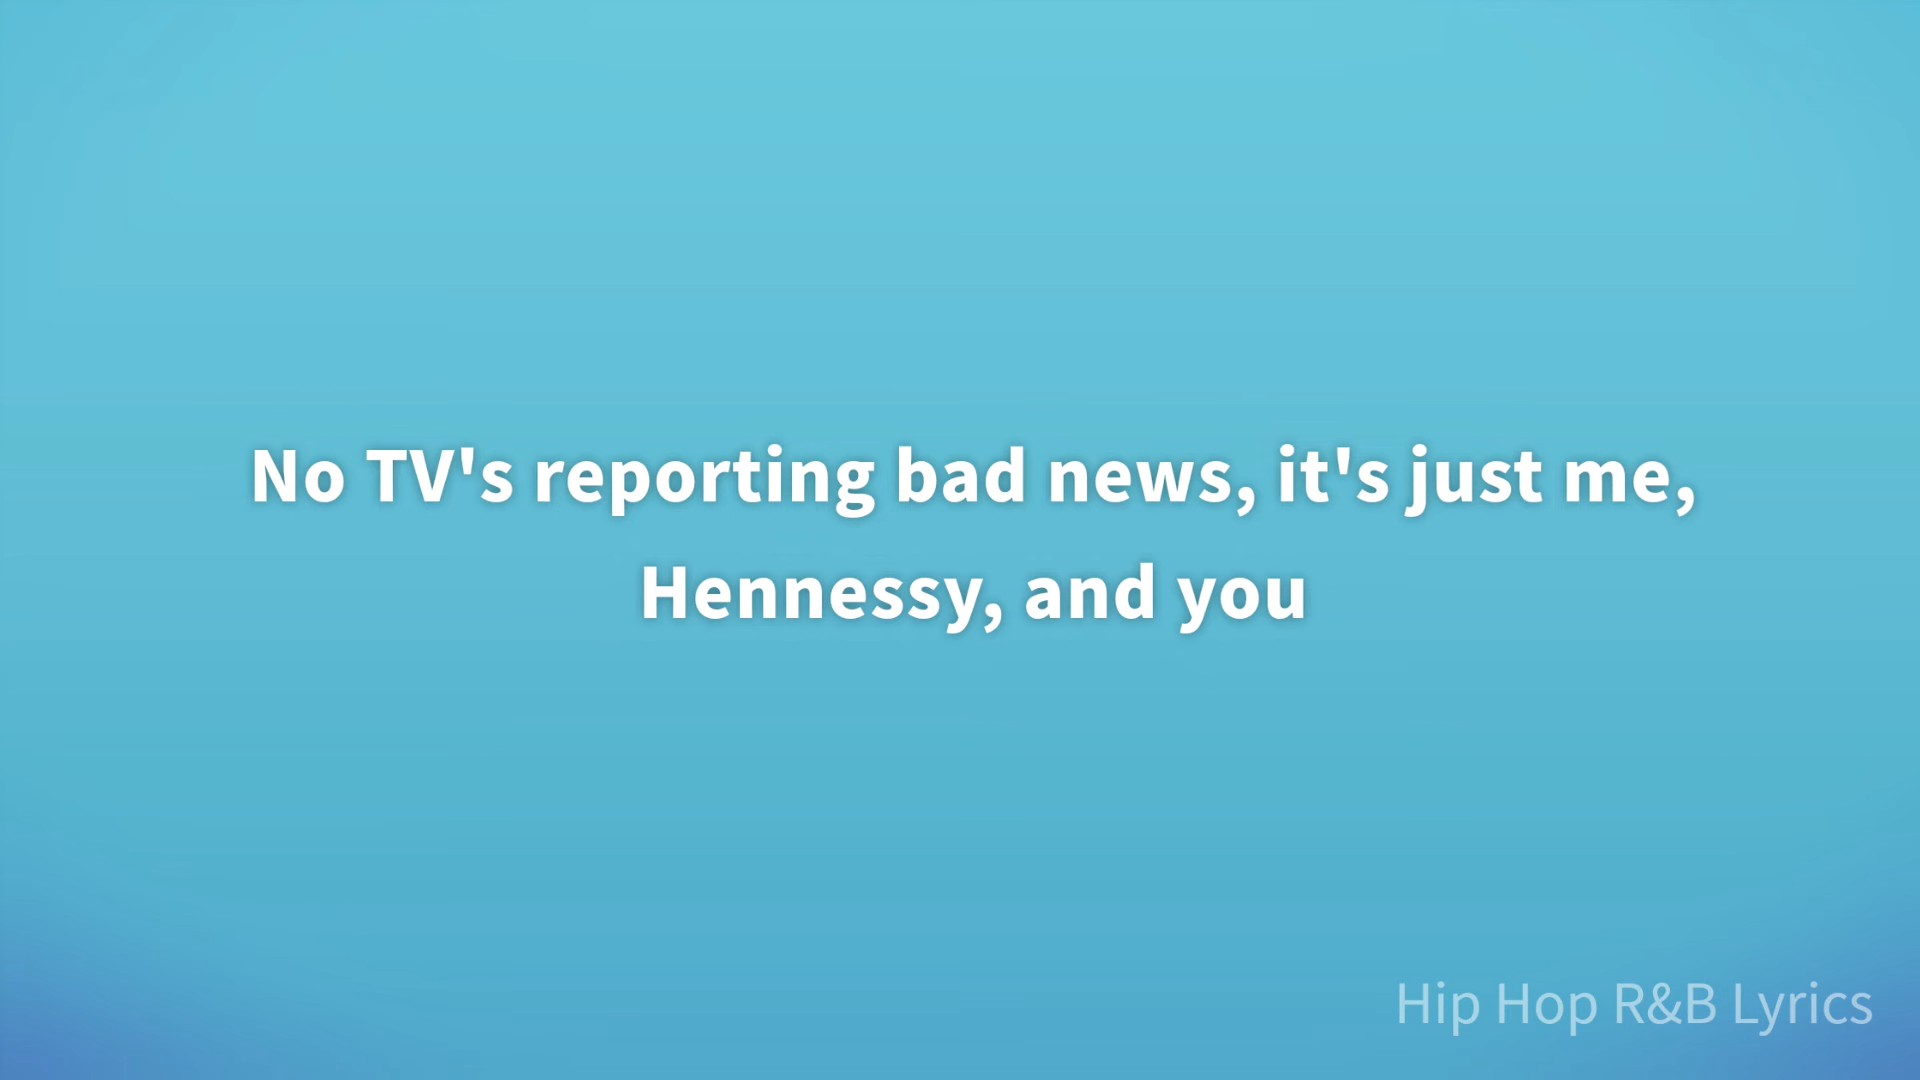 No TV's reporting bad news, it's just me,
Hennessy, and you
Hip Hop R&B Lyrics